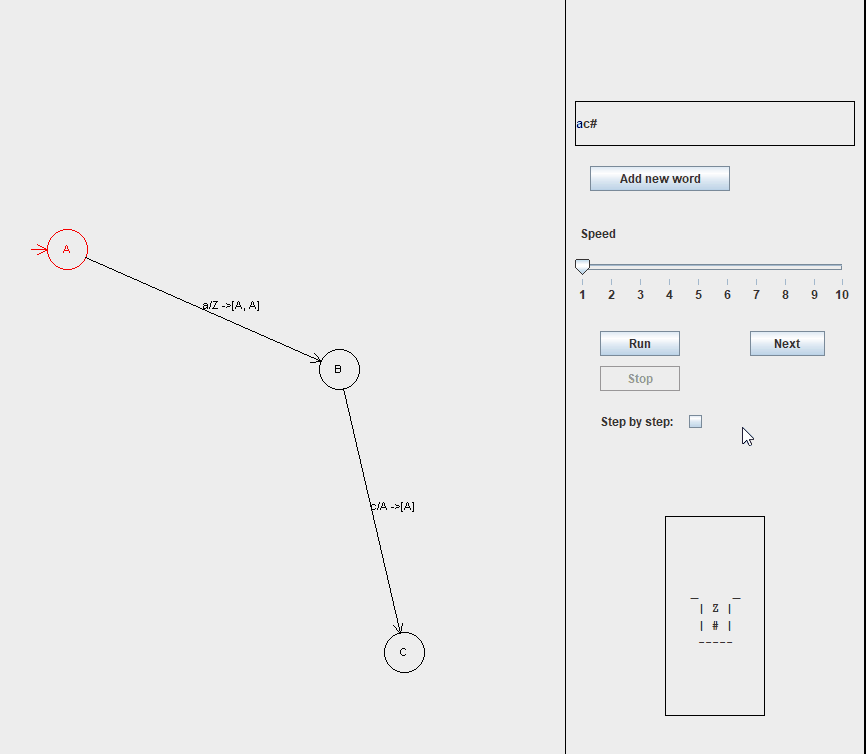 ac#
Add new word
Speed
1 2 3 4 5 6 7 8 9 10
Run
Next
Stop
Step by step:
A
a/Z ->[A, A]
B
c/A ->[A]
C
_ _
| Z |
| # |
-----